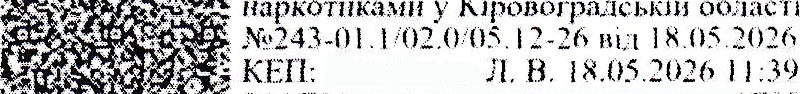 наркотиками у Кіровоградській області
№243-01.1/02.0/05.12-26 від 18.05.2026
КЕП: Л. В. 18.05.2026 11:39